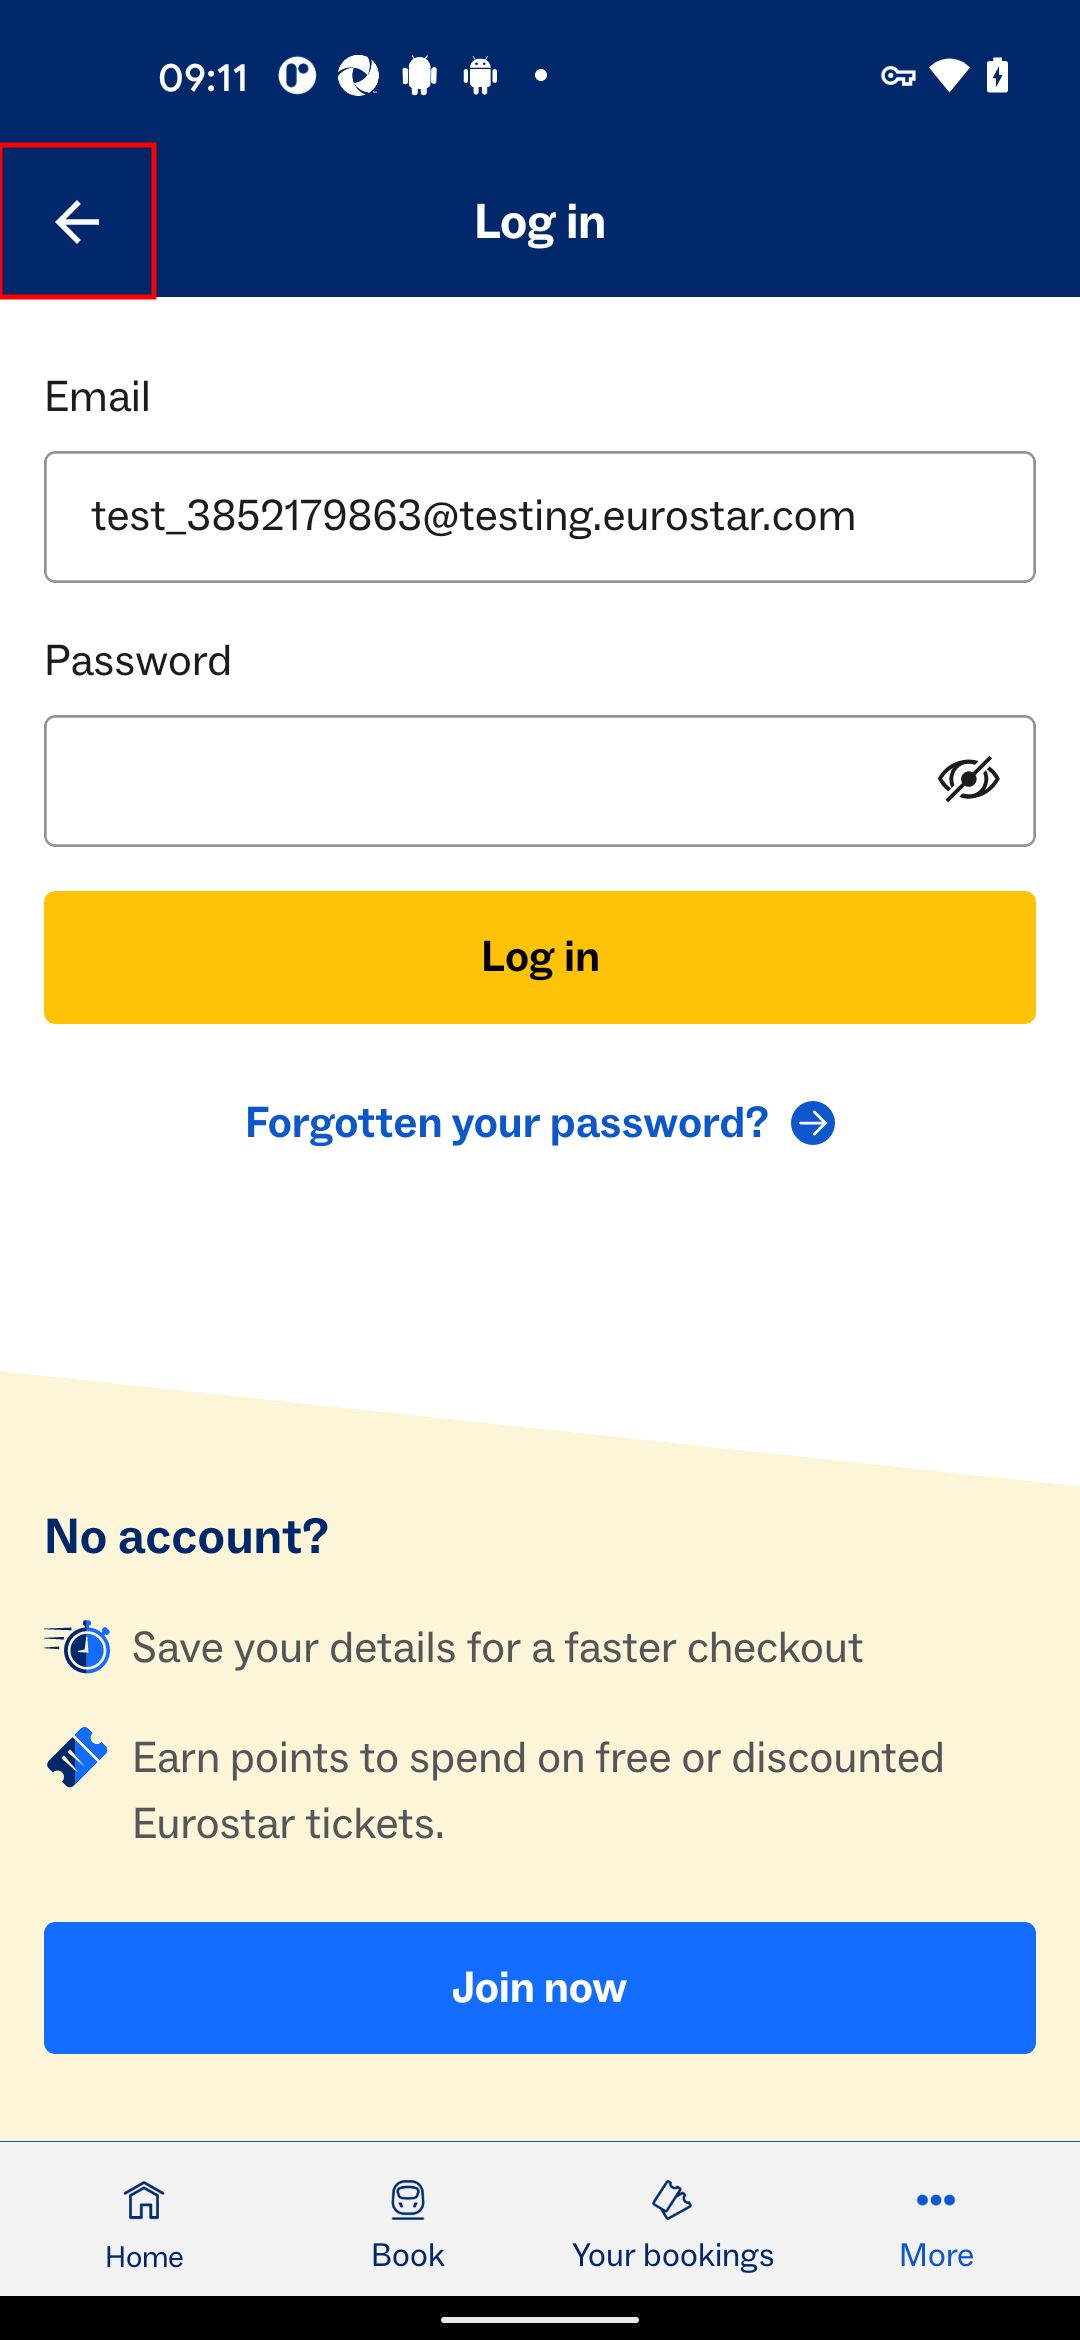 09:11
Log in
Email
test_3852179863@testing.eurostar.com
Password
Log in
Forgotten your password?
No account?
Save your details for a faster checkout
Earn points to spend on free or discounted
Eurostar tickets.
Join now
Home
Book
Your bookings
More